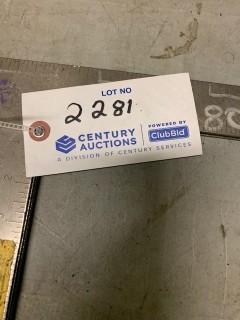 LOT NO
2281
CENTURY
AUCTIONS
POWERED BY
ClubBid
A DIVISION OF CENTURY SERVICES